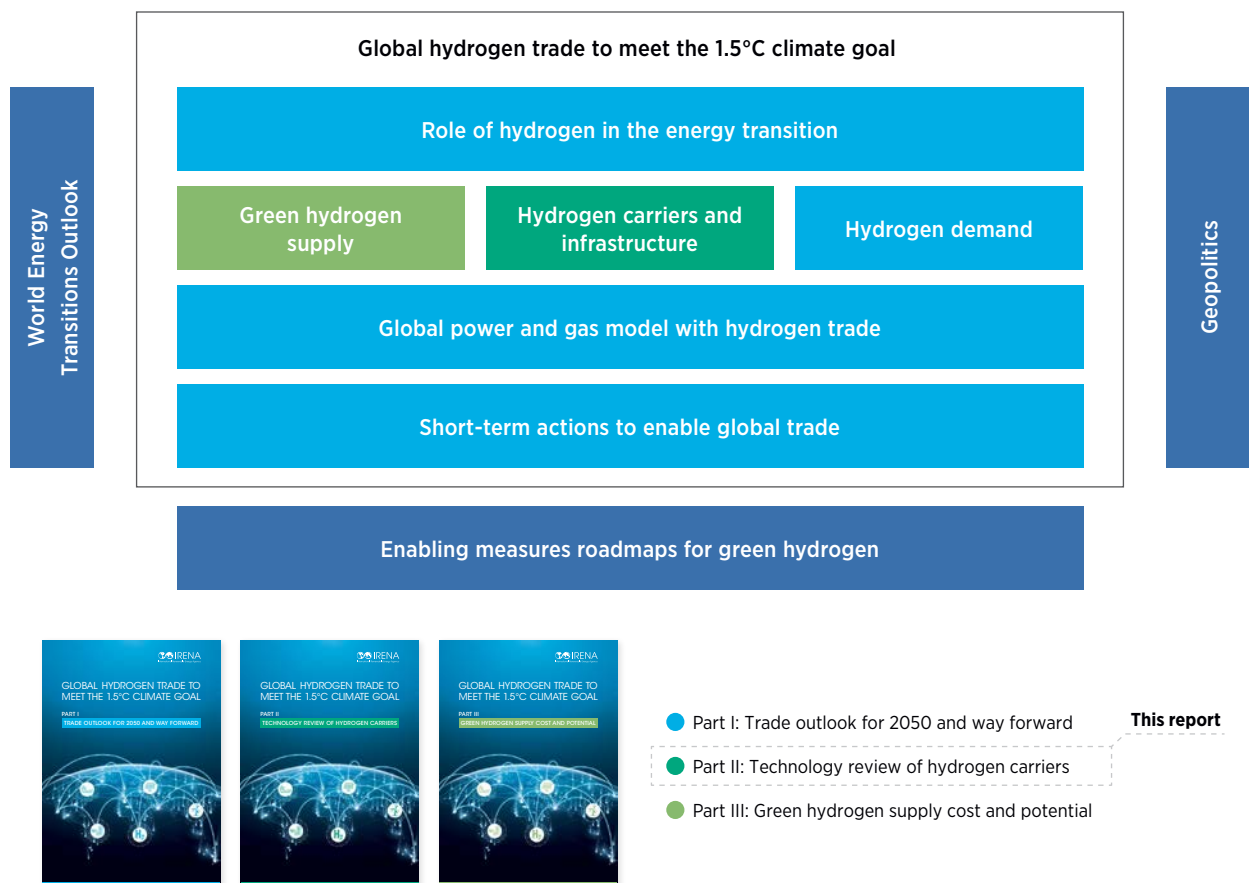 Global hydrogen trade to meet the 1.5°C climate goal
World Energy
Transitions Outlook
Role of hydrogen in the energy transition
Green hydrogen
supply
Hydrogen carriers and
infrastructure
Hydrogen demand
Global power and gas model with hydrogen trade
Short-term actions to enable global trade
Geopolitics
Enabling measures roadmaps for green hydrogen
IRENA
GLOBAL HYDROGEN TRADE TO
MEET THE 1.5°C CLIMATE GOAL
PART I
TRADE OUTLOOK FOR 2050 AND WAY FORWARD
H₂
IRENA
GLOBAL HYDROGEN TRADE TO
MEET THE 1.5°C CLIMATE GOAL
PART II
TECHNOLOGY REVIEW OF HYDROGEN CARRIERS
H₂
IRENA
GLOBAL HYDROGEN TRADE TO
MEET THE 1.5°C CLIMATE GOAL
PART III
GREEN HYDROGEN SUPPLY COST AND POTENTIAL
H₂
Part I: Trade outlook for 2050 and way forward
This report
Part II: Technology review of hydrogen carriers
Part III: Green hydrogen supply cost and potential